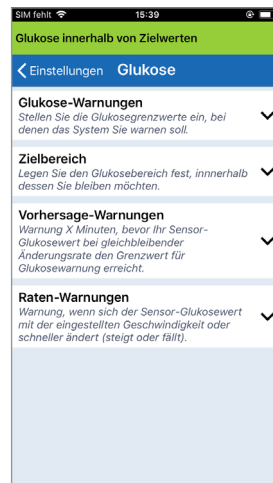 SIM fehlt 15:39
Glukose innerhalb von Zielwerten
Einstellungen Glukose
Glukose-Warnungen
Stellen Sie die Glukosegrenzwerte ein, bei
denen das System Sie warnen soll.
Zielbereich
Legen Sie den Glukosebereich fest, innnerhalb
dessen Sie bleiben möchten.
Vorhersage-Warnungen
Warnung X Minuten, bevor Ihr Sensor-
Glukosewert bei gleichbleibender
Änderungsrate den Grenzwert für
Glukosewarnung erreicht.
Raten-Warnungen
Warnung, wenn sich der Sensor-Glukosewert
mit der eingestellten Geschwindigkeit oder
schneller ändert (steigt oder fällt).